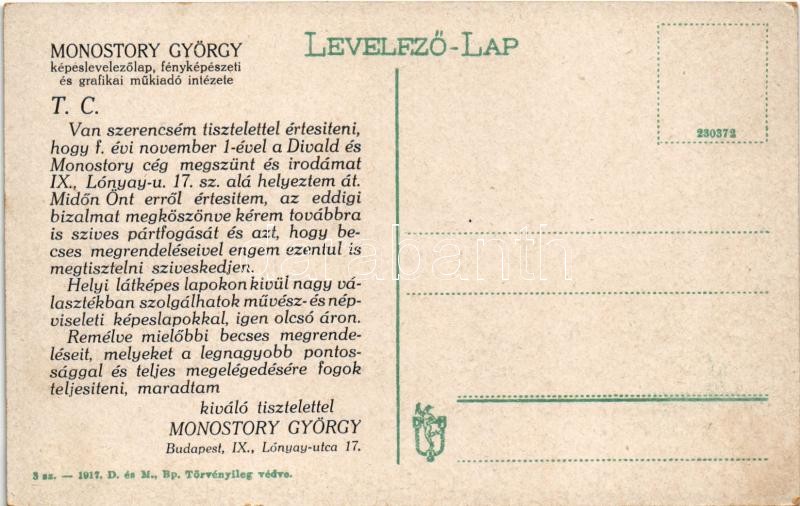 MONOSTORY GYÖRGY
képéslevelezőlap, fényképészeti
és grafikai műkiadó intézete
T. C.
Van szerencsém tisztelettel értesiteni,
hogy f. évi november 1-ével a Divald és
Monostory cég megszünt és irodámat
IX., Lónyay-u. 17. sz. alá helyeztem át.
Midőn Önt erről értesitem, az eddigi
bizalmat megköszönve kérem továbbra
is szives pártfogását és azt, hogy be-
cses megrendeléseivel engem ezentul is
megtisztelni sziveskedjen.
Helyi látképes lapokon kivül nagy vá-
lasztékban szolgálhatok művész- és nép-
viseleti képeslapokkal, igen olcsó áron.
Remélve mielőbbi becses megrende-
léseit, melyeket a legnagyobb pontos-
sággal és teljes megelégedésére fogok
teljesiteni, maradtam
kiváló tisztelettel
MONOSTORY GYÖRGY
Budapest, IX., Lónyay-utca 17.
3 sz. — 1917. D. és M., Bp. Törvényileg védve.
LEVELEZŐ-LAP
230372
darabanth